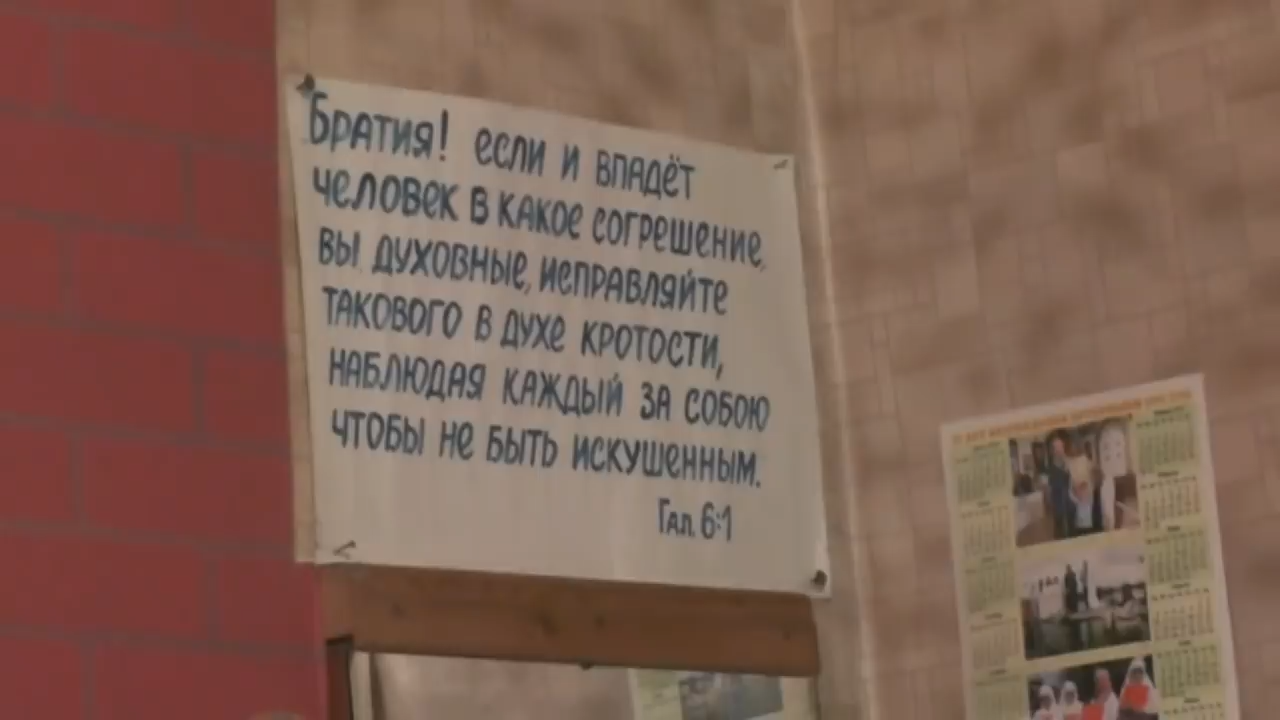 Братия! если и впадёт
человек в какое согрешение,
вы духовные, исправляйте
такового в духе кротости,
наблюдая каждый за собою
чтобы не быть искушенным.
Гал. 6:1